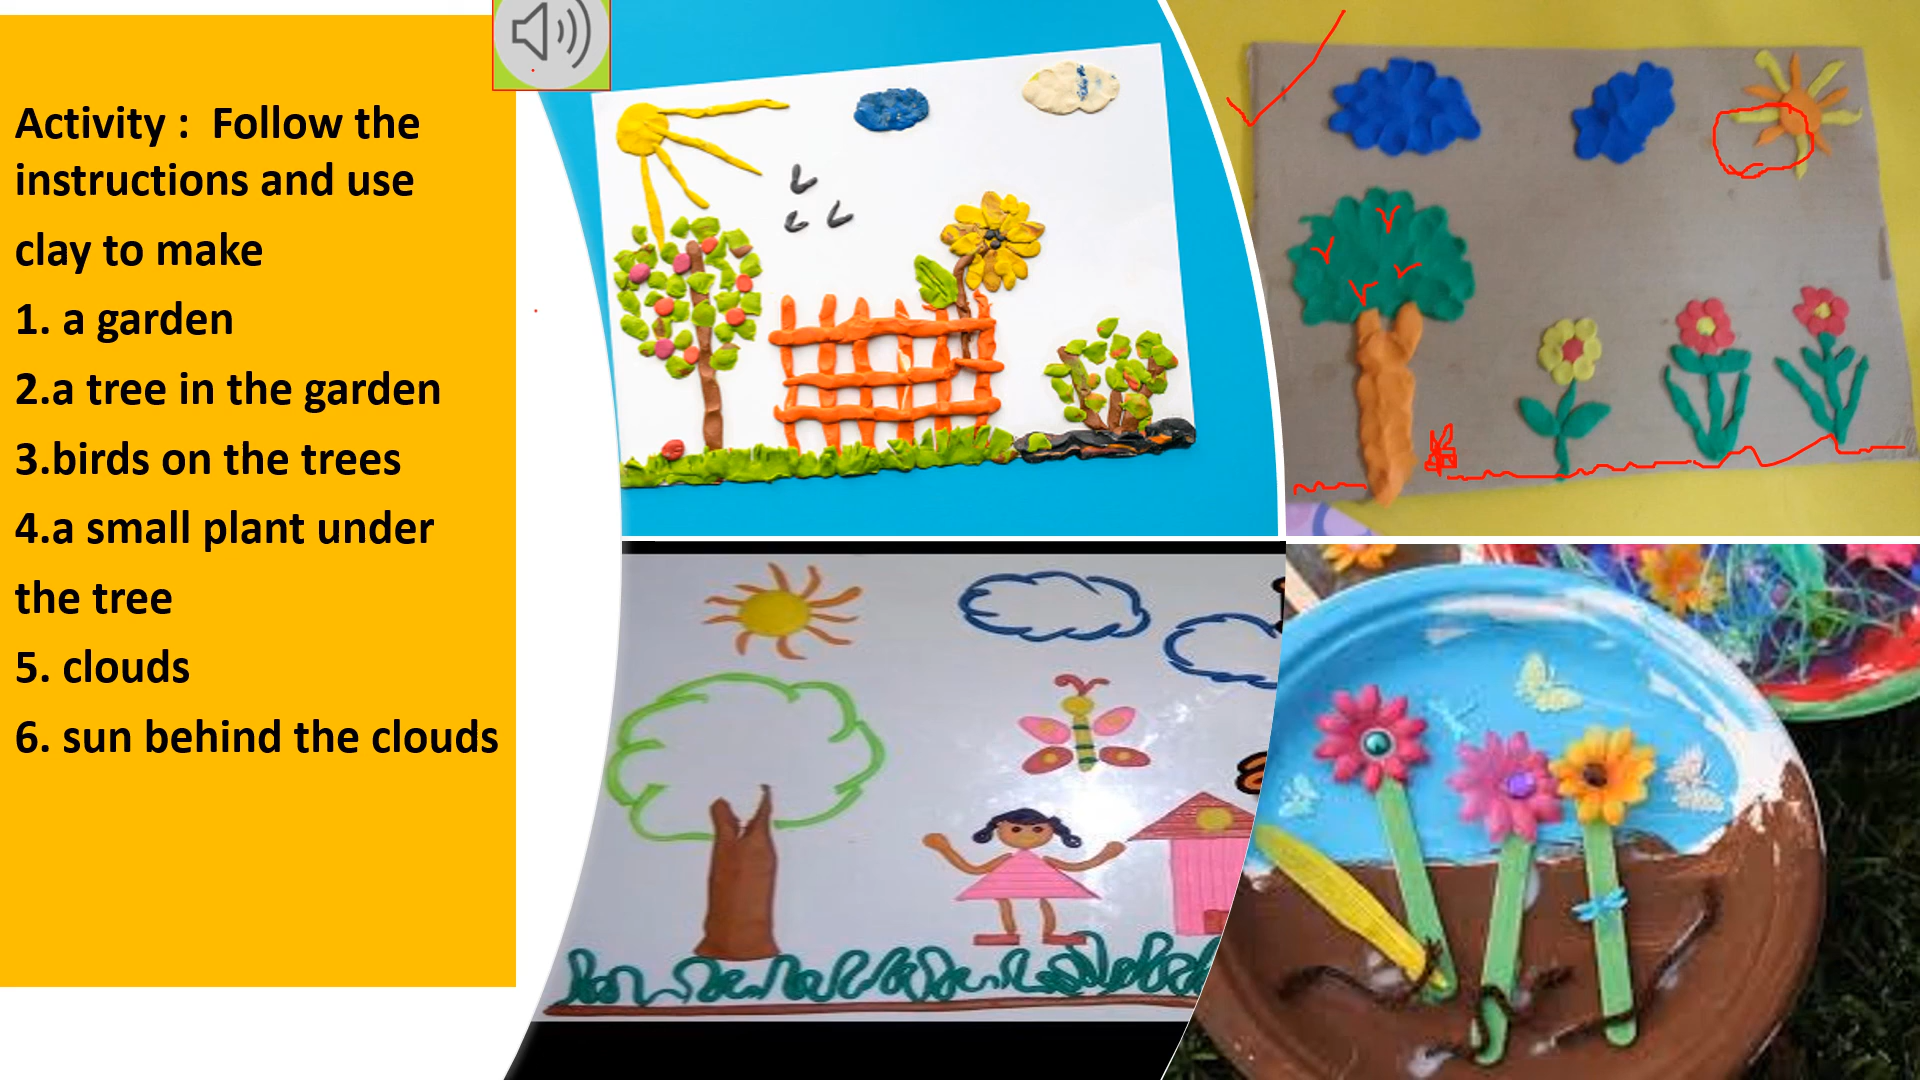 Activity :  Follow the
instructions and use
clay to make
1. a garden
2.a tree in the garden
3.birds on the trees
4.a small plant under
the tree
5. clouds
6. sun behind the clouds